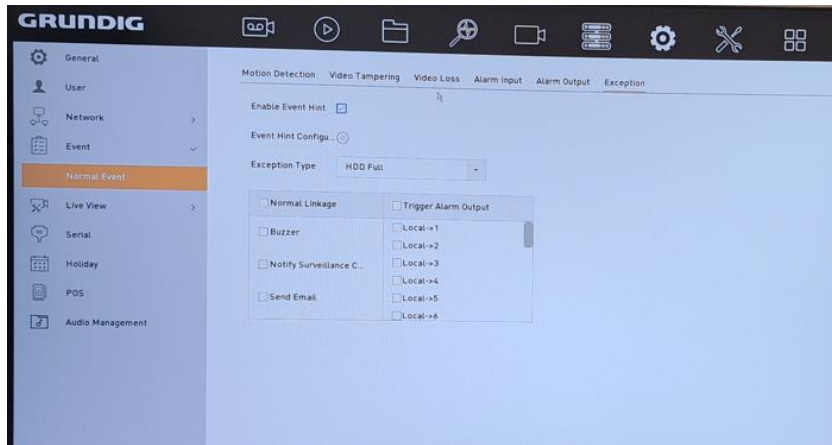 GRUNDIG
General
User
Network
Event
Normal Event
Live View
Serial
Holiday
POS
Audio Management
Motion Detection Video Tampering Video Loss Alarm Input Alarm Output Exception
Enable Event Hint
Event Hint Configu...
Exception Type HDD Full
Normal Linkage Trigger Alarm Output
Buzzer
Notify Surveillance C...
Send Email
Local->1
Local->2
Local->3
Local->4
Local->5
Local->6